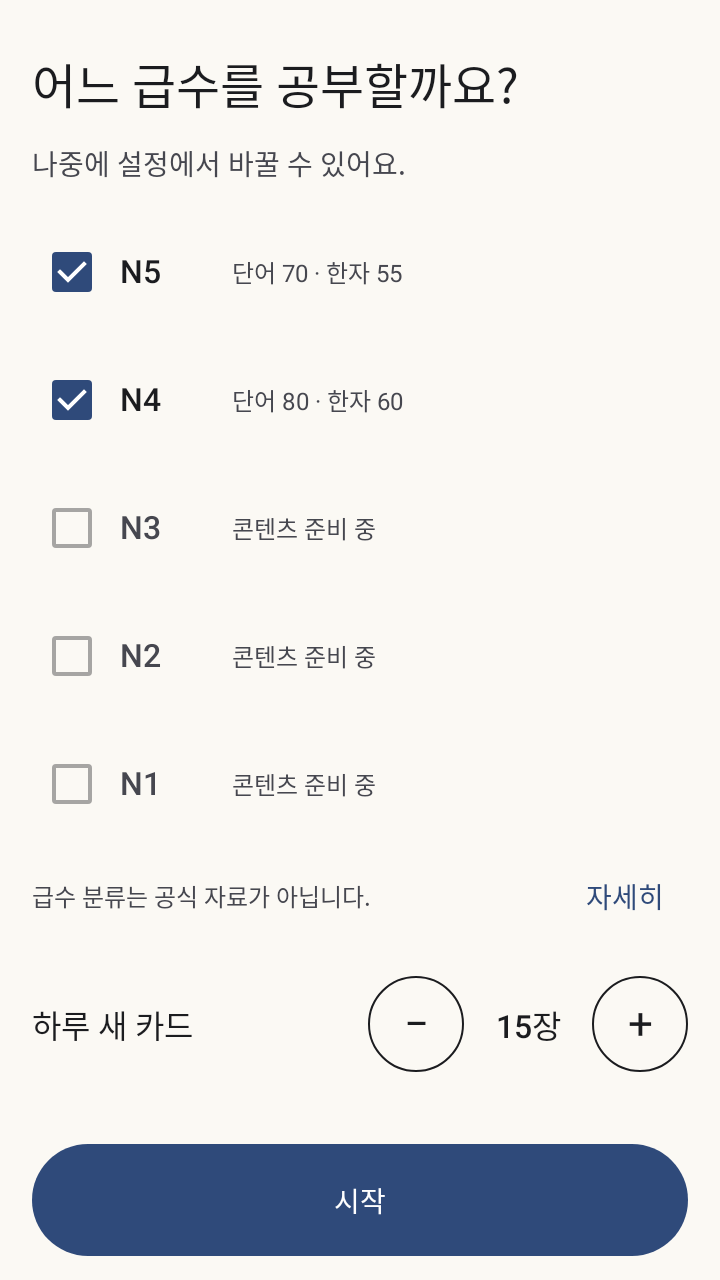 어느 급수를 공부할까요?
나중에 설정에서 바꿀 수 있어요.
N5 단어 70 · 한자 55
N4 단어 80 · 한자 60
N3 콘텐츠 준비 중
N2 콘텐츠 준비 중
N1 콘텐츠 준비 중
급수 분류는 공식 자료가 아닙니다. 자세히
하루 새 카드 − 15장 +
시작